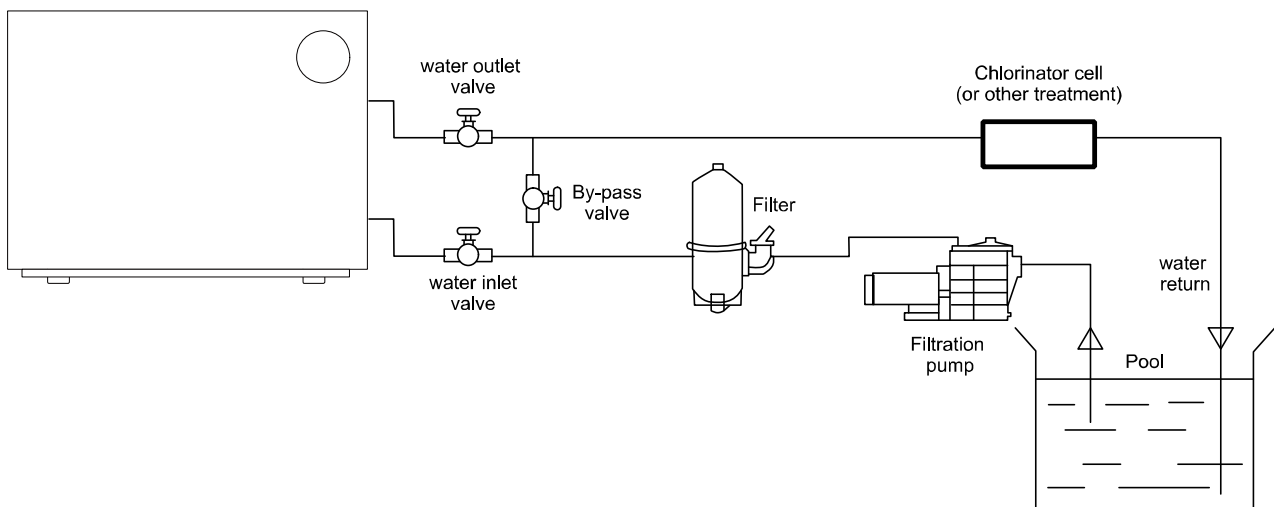 water outlet
valve
Chlorinator cell
(or other treatment)
By-pass
valve
Filter
water inlet
valve
water
return
Filtration
pump
Pool